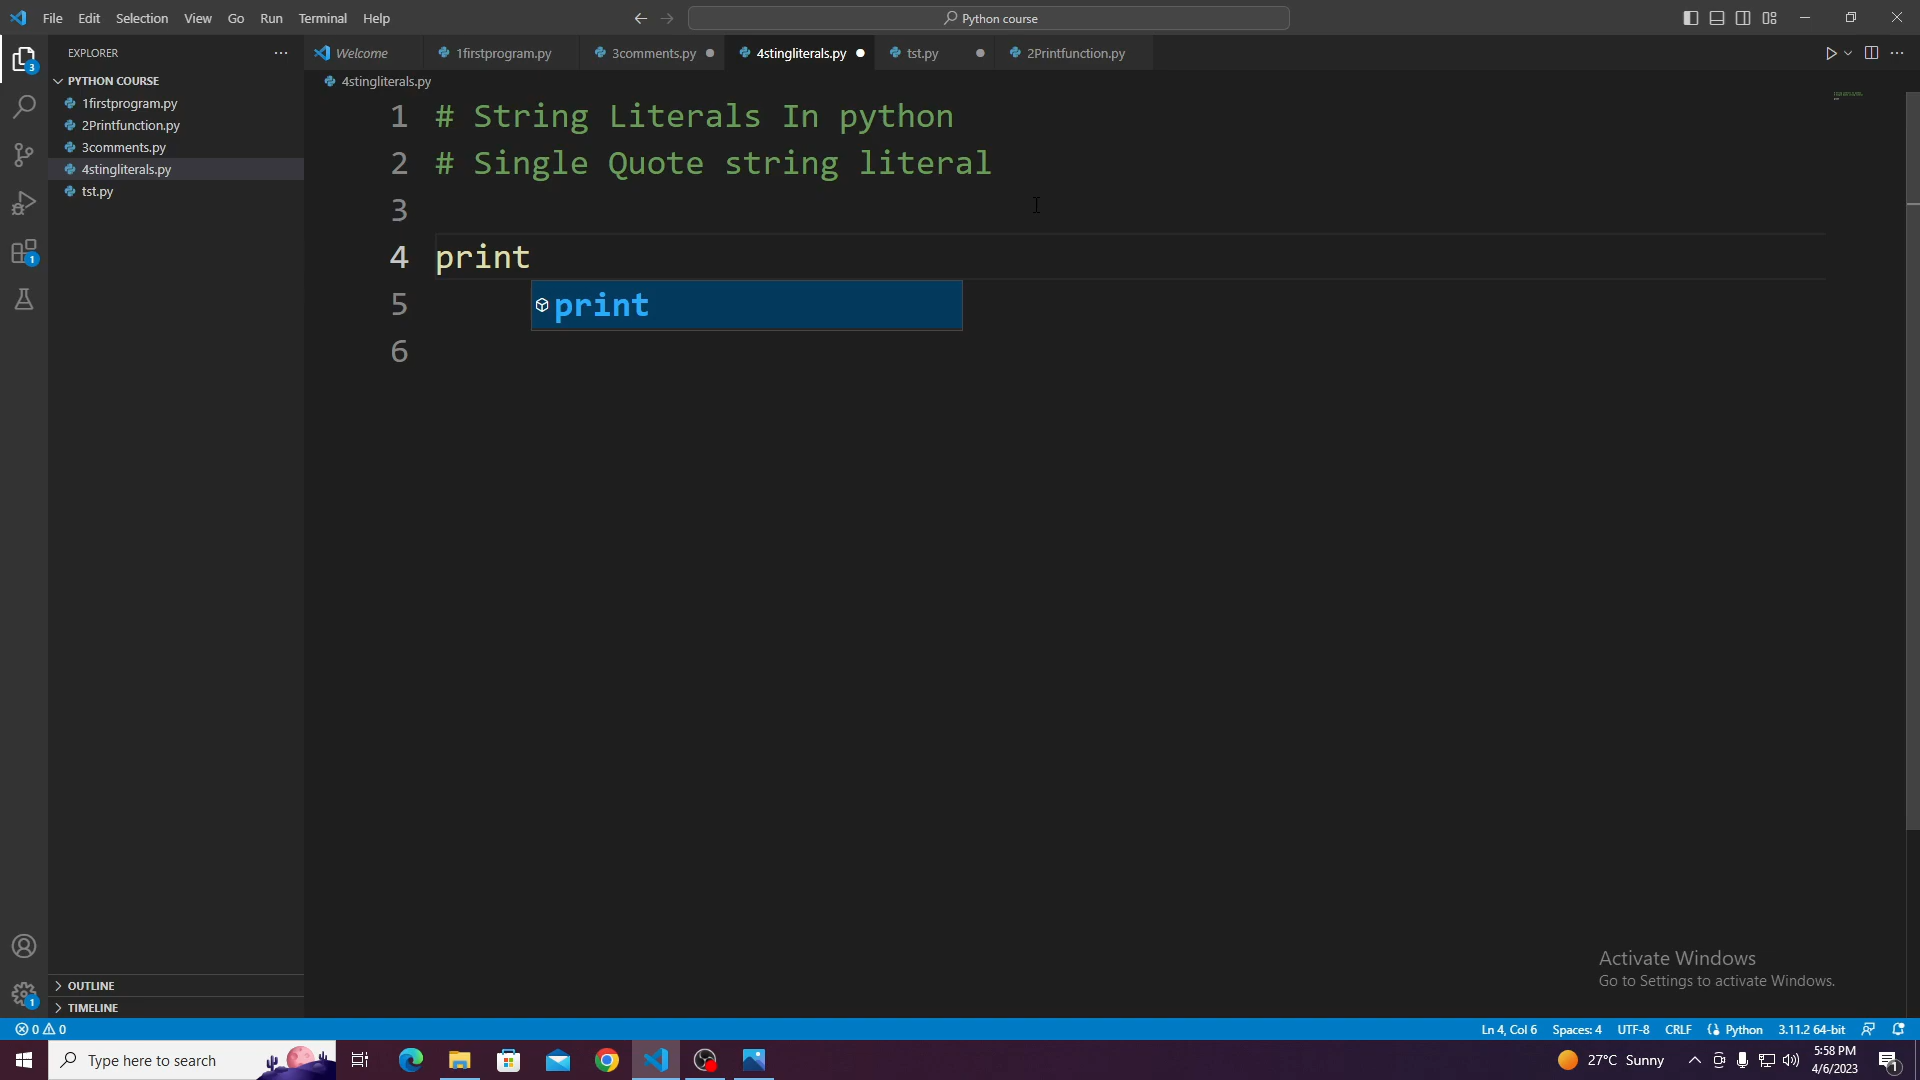 File Edit Selection View Go Run Terminal Help
Python course
EXPLORER
Welcome
1firstprogram.py
3comments.py
4stingliterals.py
tst.py
2Printfunction.py
PYTHON COURSE
1firstprogram.py
2Printfunction.py
3comments.py
4stingliterals.py
tst.py
4stingliterals.py
1 # String Literals In python
2 # Single Quote string literal
3
4 print
print
5
6
3
1
1
OUTLINE
TIMELINE
Activate Windows
Go to Settings to activate Windows.
0 0
Ln 4, Col 6 Spaces: 4 UTF-8 CRLF Python 3.11.2 64-bit
Type here to search
27°C Sunny
5:58 PM
4/6/2023
1